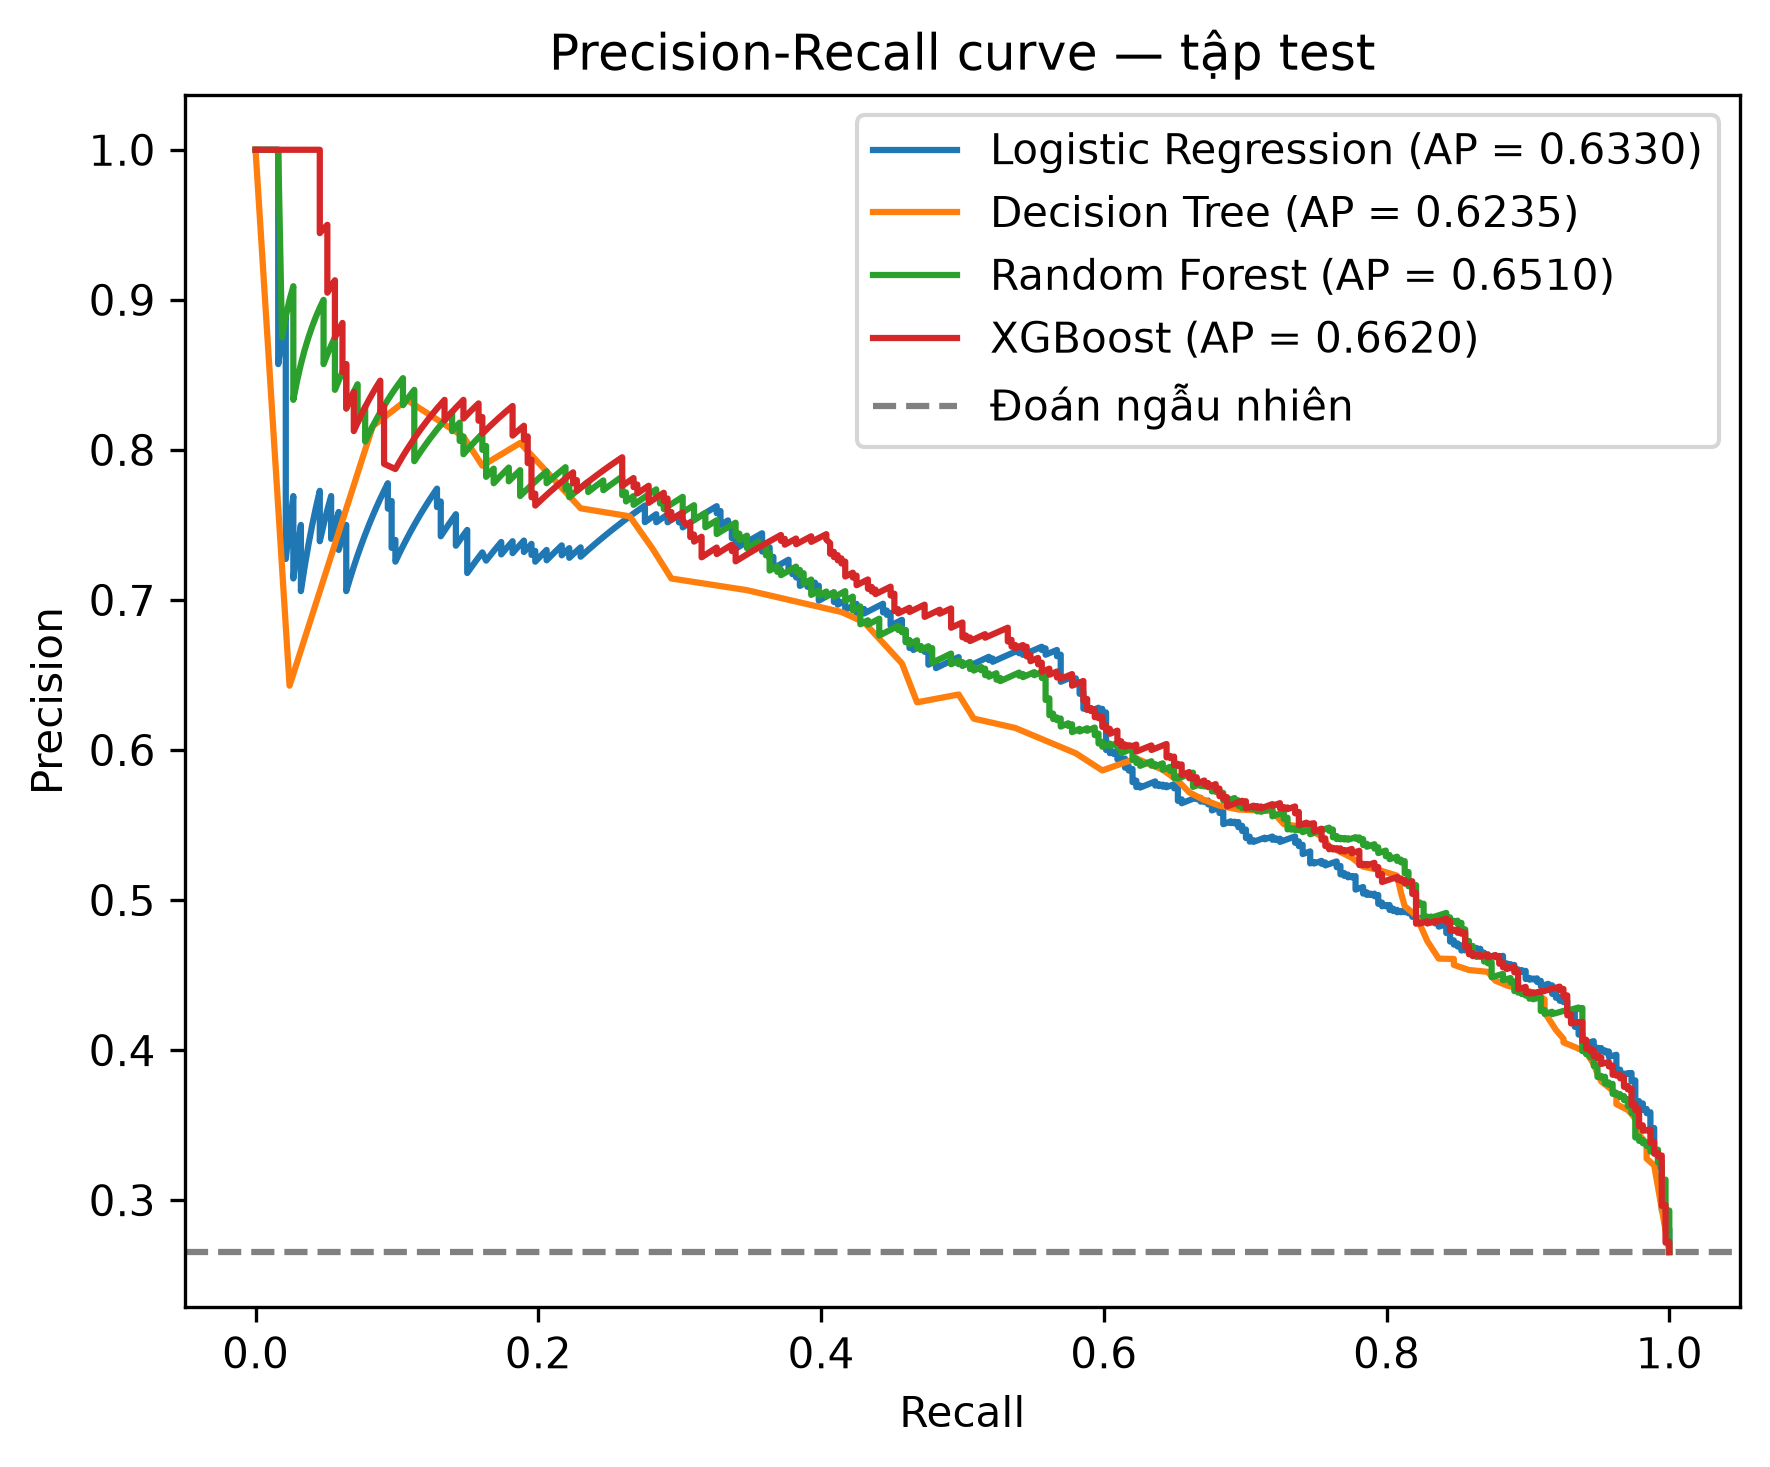 Precision-Recall curve — tập test
Logistic Regression (AP = 0.6330)
Decision Tree (AP = 0.6235)
Random Forest (AP = 0.6510)
XGBoost (AP = 0.6620)
Đoán ngẫu nhiên
Precision
1.0
0.9
0.8
0.7
0.6
0.5
0.4
0.3
0.0 0.2 0.4 0.6 0.8 1.0
Recall